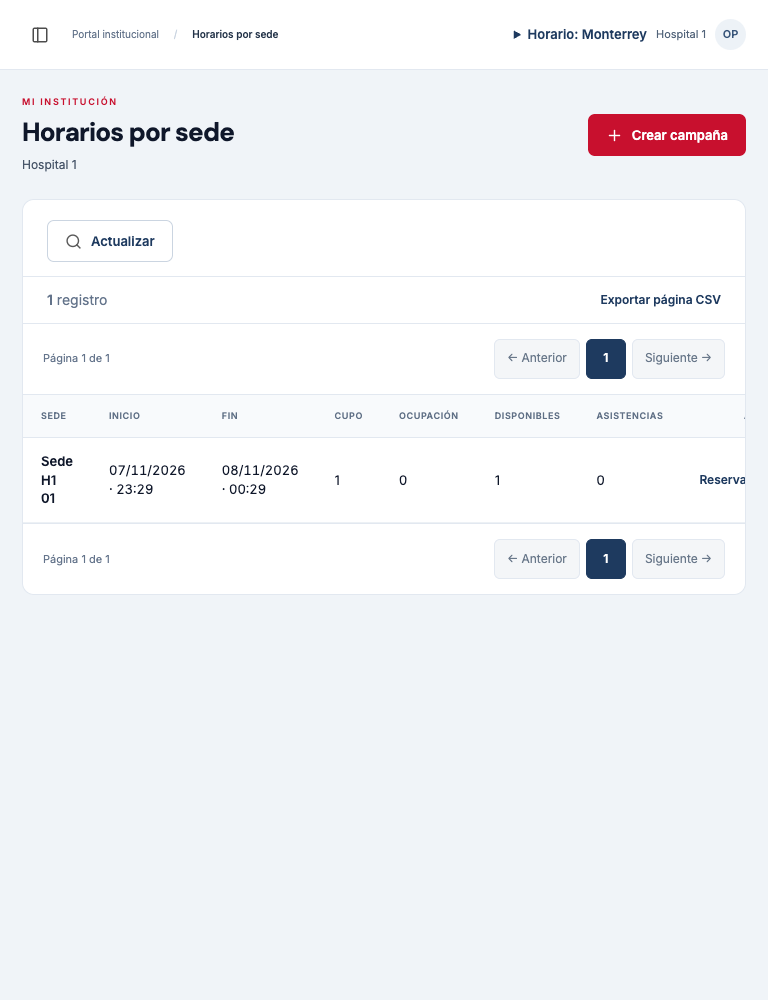 Portal institucional / Horarios por sede
▶ Horario: Monterrey Hospital 1 OP
MI INSTITUCIÓN
Horarios por sede
Hospital 1
+ Crear campaña
Actualizar
1 registro
Exportar página CSV
Página 1 de 1
← Anterior 1 Siguiente →
SEDE INICIO FIN CUPO OCUPACIÓN DISPONIBLES ASISTENCIAS
Sede
H1
01
07/11/2026
· 23:29
08/11/2026
· 00:29
1
0
1
0
Reserva
Página 1 de 1
← Anterior 1 Siguiente →